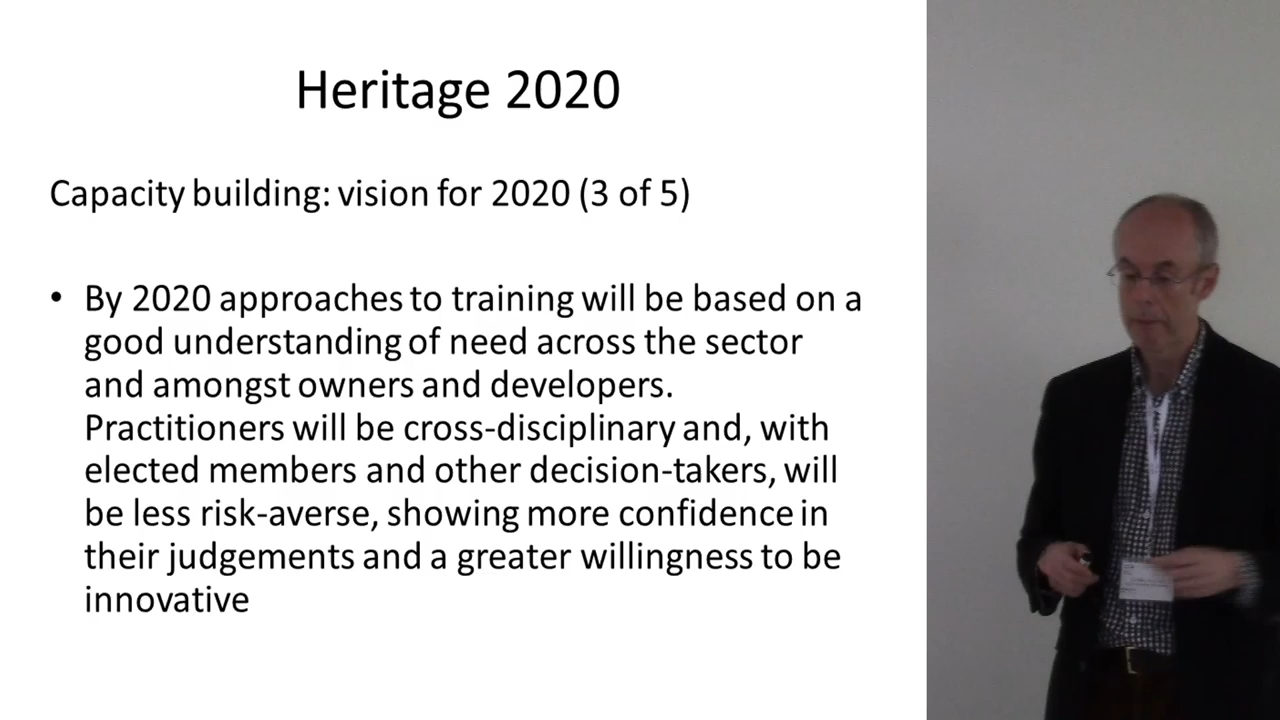 Heritage 2020
Capacity building: vision for 2020 (3 of 5)
• By 2020 approaches to training will be based on a
good understanding of need across the sector
and amongst owners and developers.
Practitioners will be cross-disciplinary and, with
elected members and other decision-takers, will
be less risk-averse, showing more confidence in
their judgements and a greater willingness to be
innovative